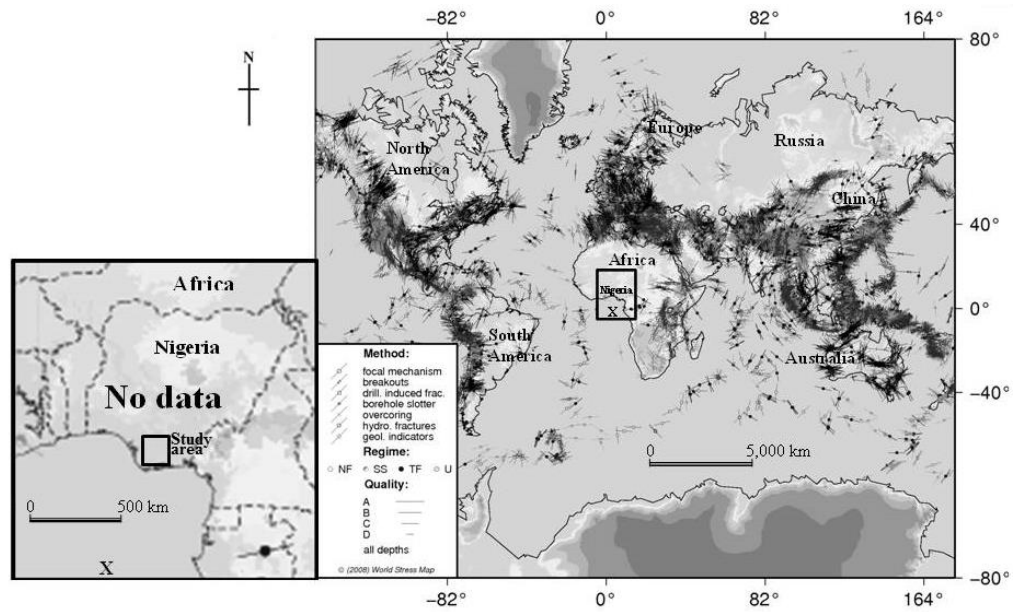 −82° 0° 82° 164°
N
80°
North
America
Europe
Russia
China
40°
Africa
Nigeria
X
0°
South
America
Australia
−40°
0 5,000 km
−80°
−82° 0° 82° 164°
Africa
Nigeria
No data
Study
area
0 500 km
X
Method:
focal mechanism
breakouts
drill. induced frac.
borehole slotter
overcoring
hydro. fractures
geol. indicators
Regime:
NF SS TF U
Quality:
A
B
C
D
all depths
© (2008) World Stress Map